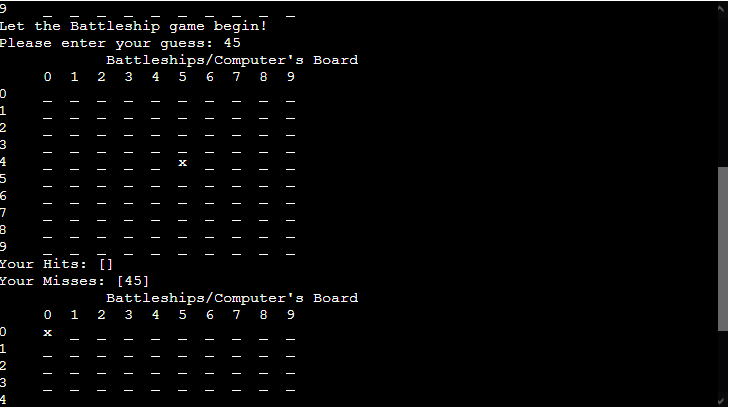 9 _ _ _ _ _ _ _ _ _ _
Let the Battleship game begin!
Please enter your guess: 45
Battleships/Computer's Board
0 1 2 3 4 5 6 7 8 9
0 _ _ _ _ _ _ _ _ _ _
1 _ _ _ _ _ _ _ _ _ _
2 _ _ _ _ _ _ _ _ _ _
3 _ _ _ _ _ _ _ _ _ _
4 _ _ _ _ _ x _ _ _ _
5 _ _ _ _ _ _ _ _ _ _
6 _ _ _ _ _ _ _ _ _ _
7 _ _ _ _ _ _ _ _ _ _
8 _ _ _ _ _ _ _ _ _ _
9 _ _ _ _ _ _ _ _ _ _
Your Hits: []
Your Misses: [45]
Battleships/Computer's Board
0 1 2 3 4 5 6 7 8 9
0 x _ _ _ _ _ _ _ _ _
1 _ _ _ _ _ _ _ _ _ _
2 _ _ _ _ _ _ _ _ _ _
3 _ _ _ _ _ _ _ _ _ _
4